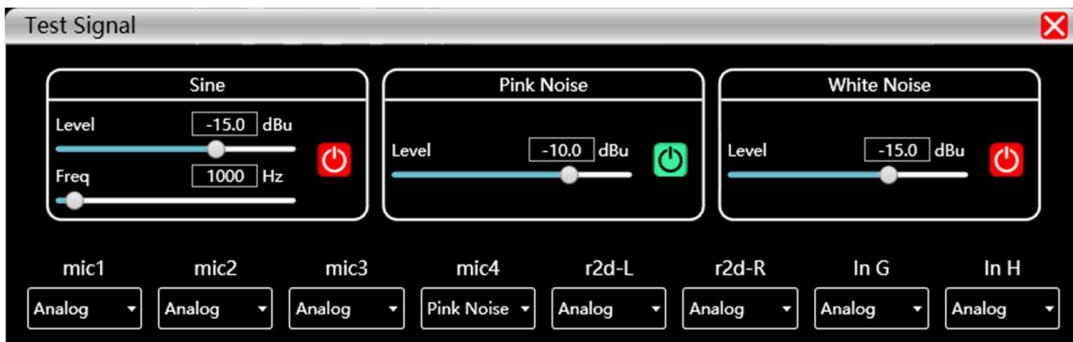 Test Signal
Sine
Level -15.0 dBu
Freq 1000 Hz
Pink Noise
Level -10.0 dBu
White Noise
Level -15.0 dBu
mic1 mic2 mic3 mic4 r2d-L r2d-R In G In H
Analog Analog Analog Pink Noise Analog Analog Analog Analog